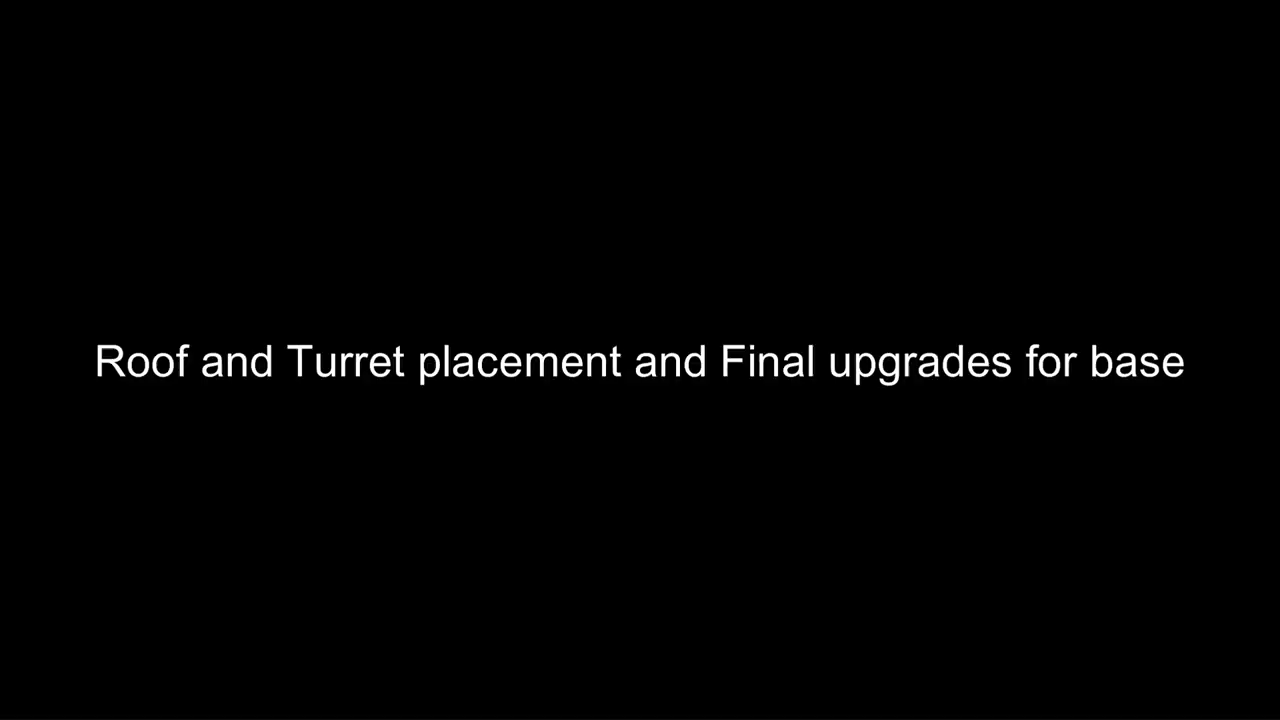 Roof and Turret placement and Final upgrades for base